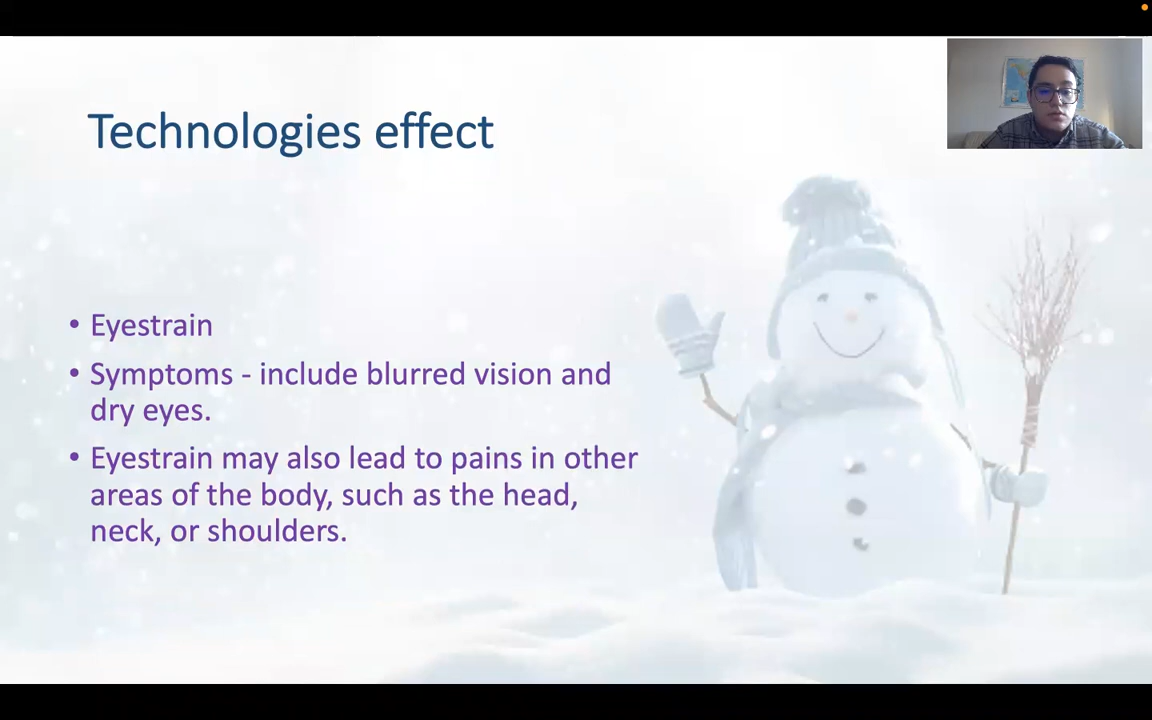 Technologies effect
• Eyestrain
• Symptoms - include blurred vision and
dry eyes.
• Eyestrain may also lead to pains in other
areas of the body, such as the head,
neck, or shoulders.